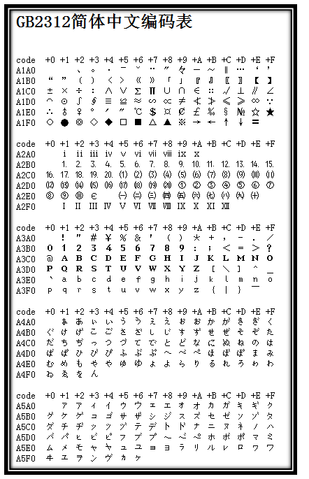 GB2312简体中文编码表
code +0 +1 +2 +3 +4 +5 +6 +7 +8 +9 +A +B +C +D +E +F
A1A0
A1B0
A1C0 ± × ÷ ∶ ∧ ∨ ∑ ∏ ∪ ∩ ∈ ∷ √ ⊥ ∥ ∠
A1D0 ⌒ ⊙ ∫ ∮ ≡ ≌ ≈ ∽ ∝ ≠ ≮ ≯ ≤ ≥ ∞ ∵
A1E0 ∴ ♂ ♀ ° ′ ″ ℃ $ ¤ ¢ £ ‰ § № ☆ ★
A1F0 ○ ● ◎ ◇ ◆ □ ■ △ ▲ ※ → ← ↑ ↓ 〓
code +0 +1 +2 +3 +4 +5 +6 +7 +8 +9 +A +B +C +D +E +F
A2A0 ⅰ ⅱ ⅲ ⅳ ⅴ ⅵ ⅶ ⅷ ⅸ ⅹ
A2B0 1. 2. 3. 4. 5. 6. 7. 8. 9. 10. 11. 12. 13. 14. 15.
A2C0 16. 17. 18. 19. 20. (1) (2) (3) (4) (5) (6) (7) (8) (9) (10) (11)
A2D0 (12) (13) (14) (15) (16) (17) (18) (19) (20) ① ② ③ ④ ⑤ ⑥ ⑦
A2E0 ⑧ ⑨ ⑩ € (一) (二) (三) (四) (五) (六) (七) (八) (九) (十)
A2F0 Ⅰ Ⅱ Ⅲ Ⅳ Ⅴ Ⅵ Ⅶ Ⅷ Ⅸ Ⅹ Ⅺ Ⅻ
code +0 +1 +2 +3 +4 +5 +6 +7 +8 +9 +A +B +C +D +E +F
A3A0 ! " # ¥ % & ' ( ) * + , - . /
A3B0 0 1 2 3 4 5 6 7 8 9 : ; < = > ?
A3C0 @ A B C D E F G H I J K L M N O
A3D0 P Q R S T U V W X Y Z [ \ ] ^ _
A3E0 ` a b c d e f g h i j k l m n o
A3F0 p q r s t u v w x y z { | } ￣
code +0 +1 +2 +3 +4 +5 +6 +7 +8 +9 +A +B +C +D +E +F
A4A0 ぁ あ ぃ い ぅ う ぇ え ぉ お か が き ぎ く
A4B0 ぐ け げ こ ご さ ざ し じ す ず せ ぜ そ ぞ た
A4C0 だ ち ぢ っ つ づ て で と ど な に ぬ ね の は
A4D0 ば ぱ ひ び ぴ ふ ぶ ぷ へ べ ぺ ほ ぼ ぽ ま み
A4E0 む め も ゃ や ゅ ゆ ょ よ ら り る れ ろ ゎ わ
A4F0 ゐ ゑ を ん
code +0 +1 +2 +3 +4 +5 +6 +7 +8 +9 +A +B +C +D +E +F
A5A0 ァ ア ィ イ ゥ ウ ェ エ ォ オ カ ガ キ ギ ク
A5B0 グ ケ ゲ コ ゴ サ ザ シ ジ ス ズ セ ゼ ソ ゾ タ
A5C0 ダ チ ヂ ッ ツ ヅ テ デ ト ド ナ ニ ヌ ネ ノ ハ
A5D0 バ パ ヒ ビ ピ フ ブ プ ヘ ベ ペ ホ ボ ポ マ ミ
A5E0 ム メ モ ャ ヤ ュ ユ ョ ヨ ラ リ ル レ ロ ヮ ワ
A5F0 ヰ ヱ ヲ ン ヴ ヵ ヶ